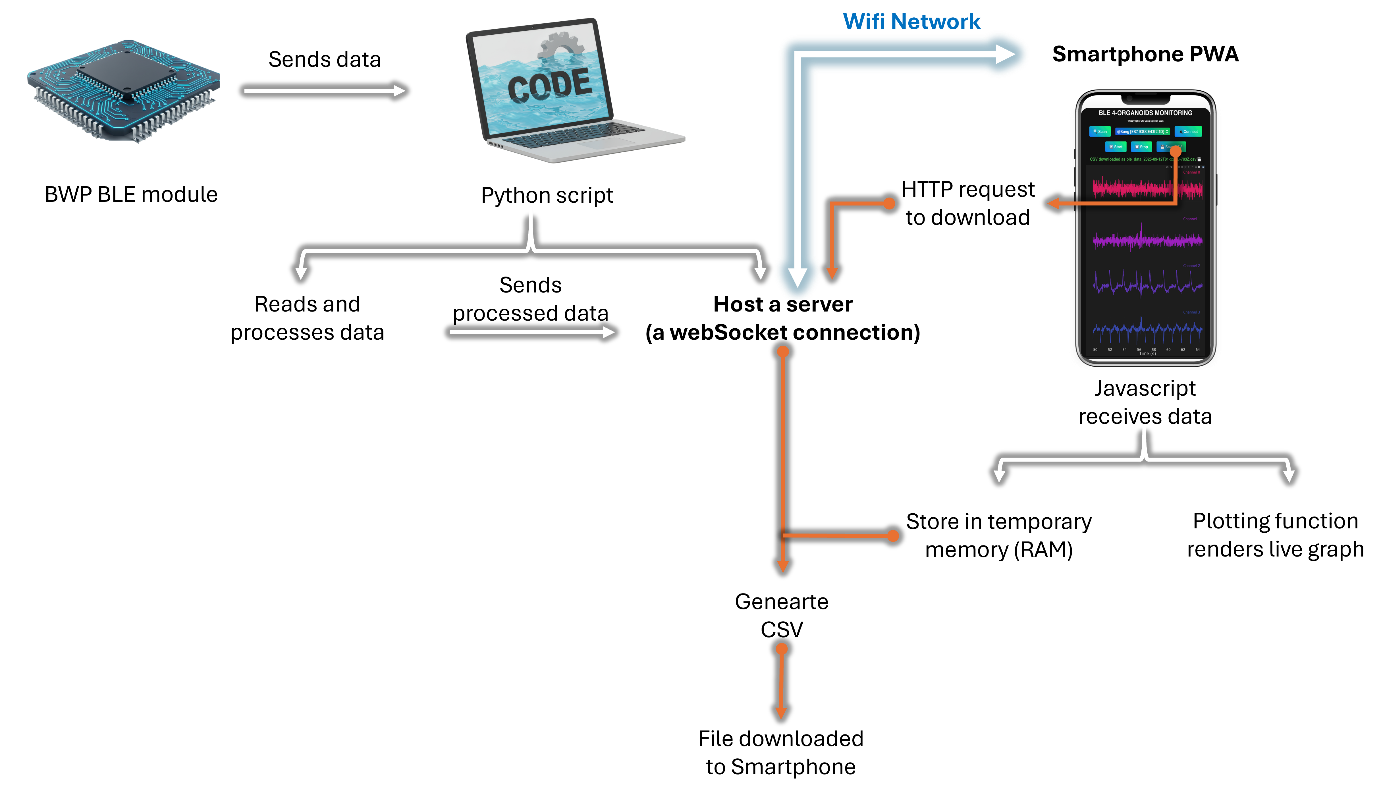 Wifi Network
Sends data
CODE
Smartphone PWA
BLE 4-ORGANOIDS MONITORING
BWP BLE module
Python script
HTTP request
to download
Reads and
processes data
Sends
processed data
Host a server
(a webSocket connection)
Javascript
receives data
Store in temporary
memory (RAM)
Plotting function
renders live graph
Genearte
CSV
File downloaded
to Smartphone